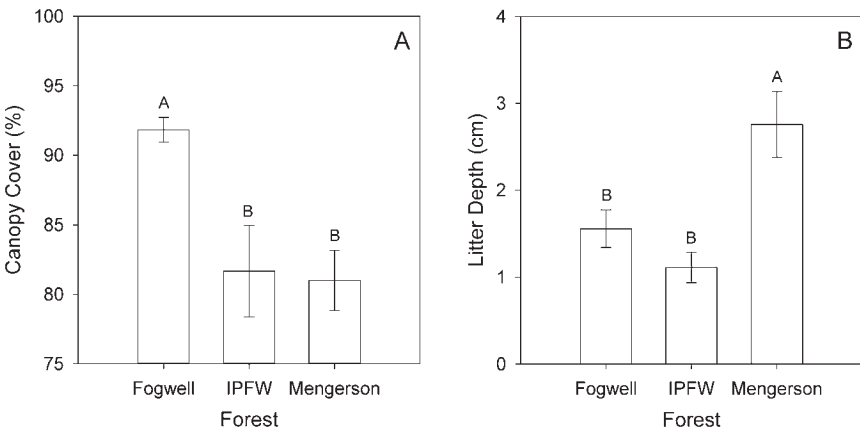 A
Canopy Cover (%)
100
95
90
85
80
75
A
B
B
Fogwell IPFW Mengerson
Forest
B
Litter Depth (cm)
4
3
2
1
0
B
B
A
Fogwell IPFW Mengerson
Forest